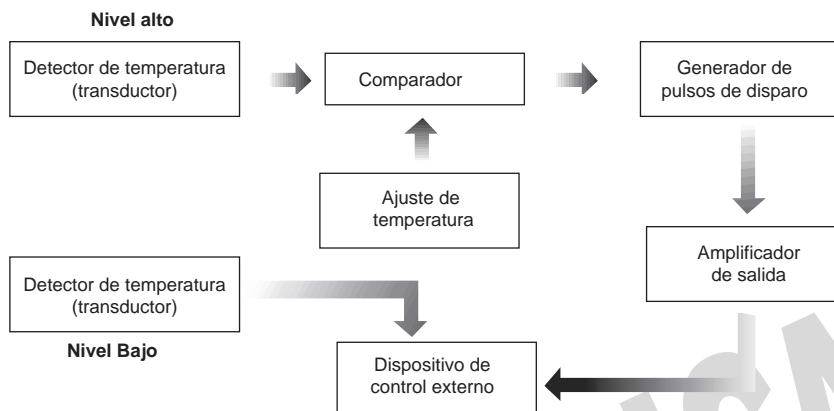 Nivel alto
Detector de temperatura
(transductor)
Comparador
Generador de
pulsos de disparo
Ajuste de
temperatura
Amplificador
de salida
Detector de temperatura
(transductor)
Nivel Bajo
Dispositivo de
control externo